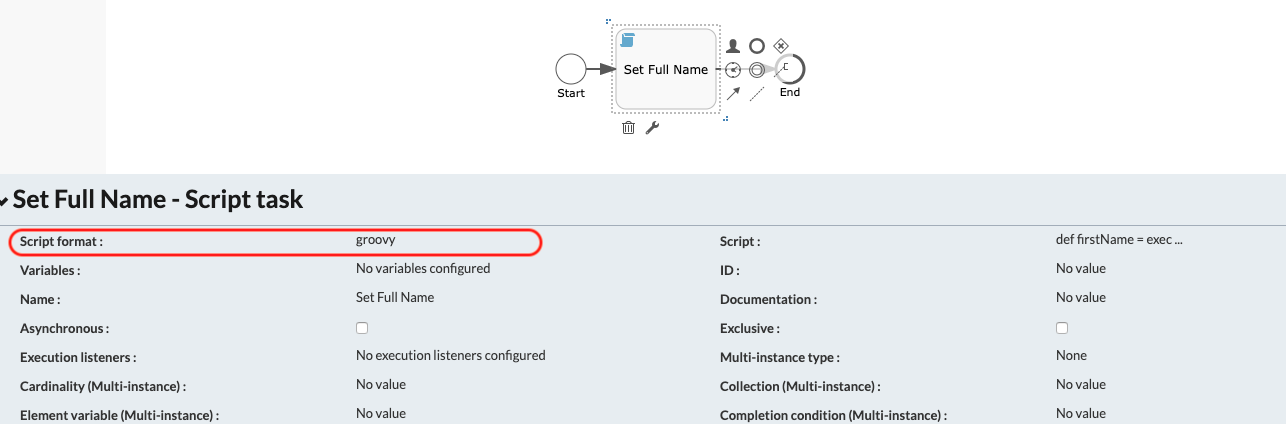 Set Full Name
Start
End
Set Full Name - Script task
Script format : groovy Script : def firstName = exec ...
Variables : No variables configured ID : No value
Name : Set Full Name Documentation : No value
Asynchronous : Exclusive :
Execution listeners : No execution listeners configured Multi-instance type : None
Cardinality (Multi-instance) : No value Collection (Multi-instance) : No value
Element variable (Multi-instance) : No value Completion condition (Multi-instance) : No value